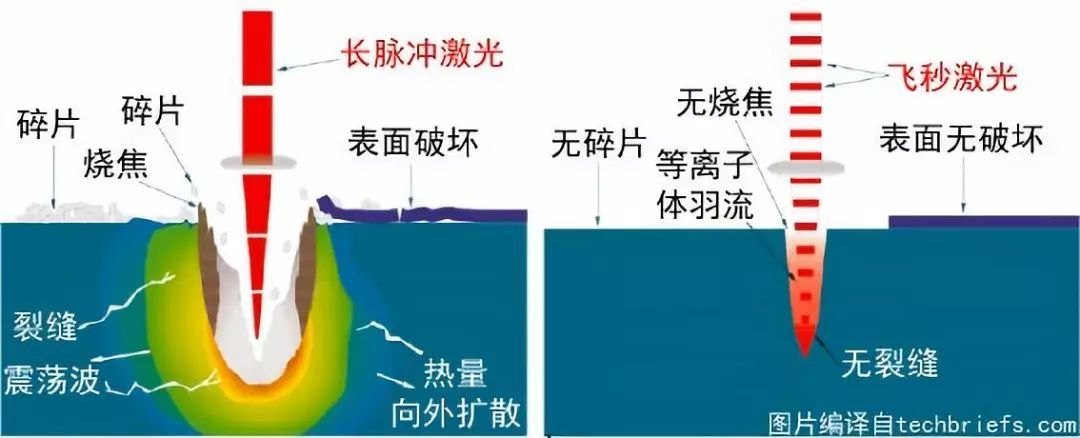 长脉冲激光
碎片
碎片
烧焦
表面破坏
裂缝
震荡波
热量
向外扩散
飞秒激光
无烧焦
无碎片
等离子
体羽流
表面无破坏
无裂缝
图片编译自techbriefs.com